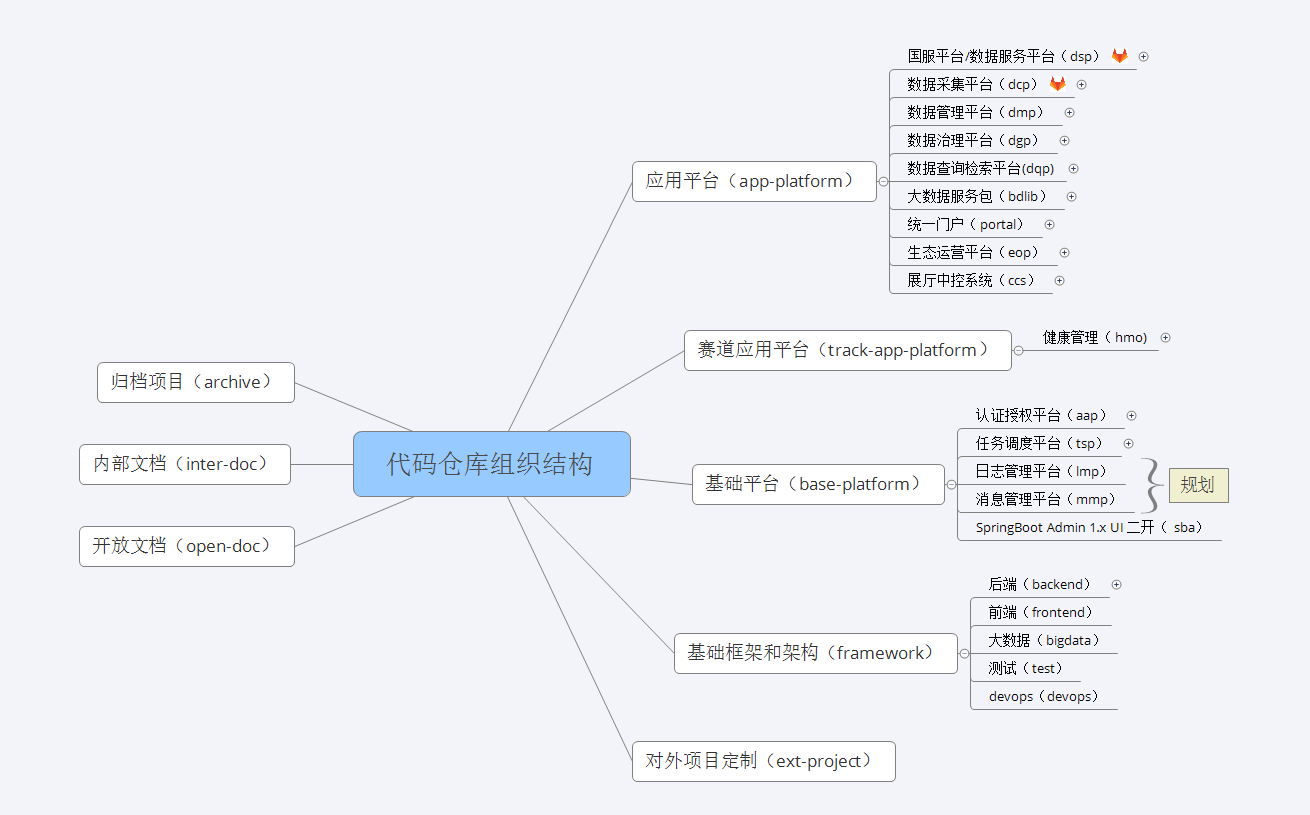 国服平台/数据服务平台（dsp）
数据采集平台（dcp）
数据管理平台（dmp）
数据治理平台（dgp）
数据查询检索平台(dqp)
大数据服务包（bdlib）
统一门户（ portal）
生态运营平台（eop）
展厅中控系统（ccs）
应用平台（app-platform）
健康管理（ hmo)
赛道应用平台（track-app-platform）
归档项目（archive）
内部文档（inter-doc）
开放文档（open-doc）
代码仓库组织结构
认证授权平台（aap）
任务调度平台（tsp）
日志管理平台（lmp）
消息管理平台（mmp）
SpringBoot Admin 1.x UI 二开（ sba）
规划
基础平台（base-platform）
后端（backend）
前端（frontend）
大数据（bigdata）
测试（test）
devops（devops）
基础框架和架构（framework）
对外项目定制（ext-project）